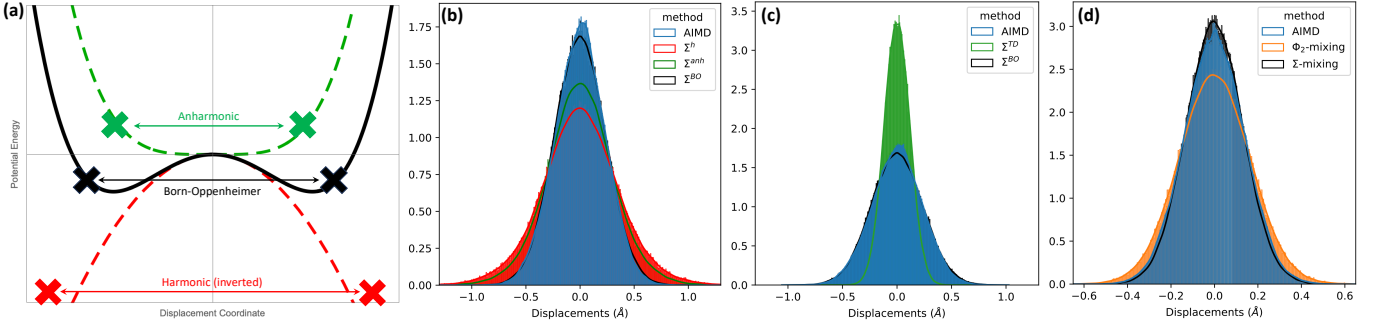 (a)
Potential Energy
Anharmonic
Born-Oppenheimer
Harmonic (inverted)
Displacement Coordinate
(b)
method
AIMD
Σ^h
Σ^anh
Σ^BO
1.75
1.50
1.25
1.00
0.75
0.50
0.25
0.00
−1.0 −0.5 0.0 0.5 1.0
Displacements (Å)
(c)
method
AIMD
Σ^TD
Σ^BO
3.5
3.0
2.5
2.0
1.5
1.0
0.5
0.0
−1.0 −0.5 0.0 0.5 1.0
Displacements (Å)
(d)
method
AIMD
Φ₂-mixing
Σ-mixing
3.0
2.5
2.0
1.5
1.0
0.5
0.0
−0.6 −0.4 −0.2 0.0 0.2 0.4 0.6
Displacements (Å)